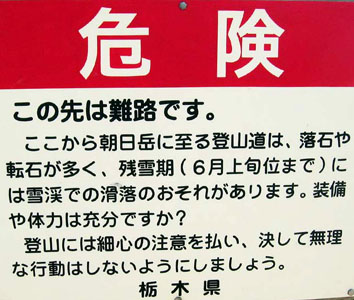 危険
この先は難路です。
ここから朝日岳に至る登山道は、落石や
転石が多く、残雪期(6月上旬位まで)に
は雪渓での滑落のおそれがあります。装備
や体力は充分ですか?
登山には細心の注意を払い、決して無理
な行動はしないようにしましょう。
栃木県